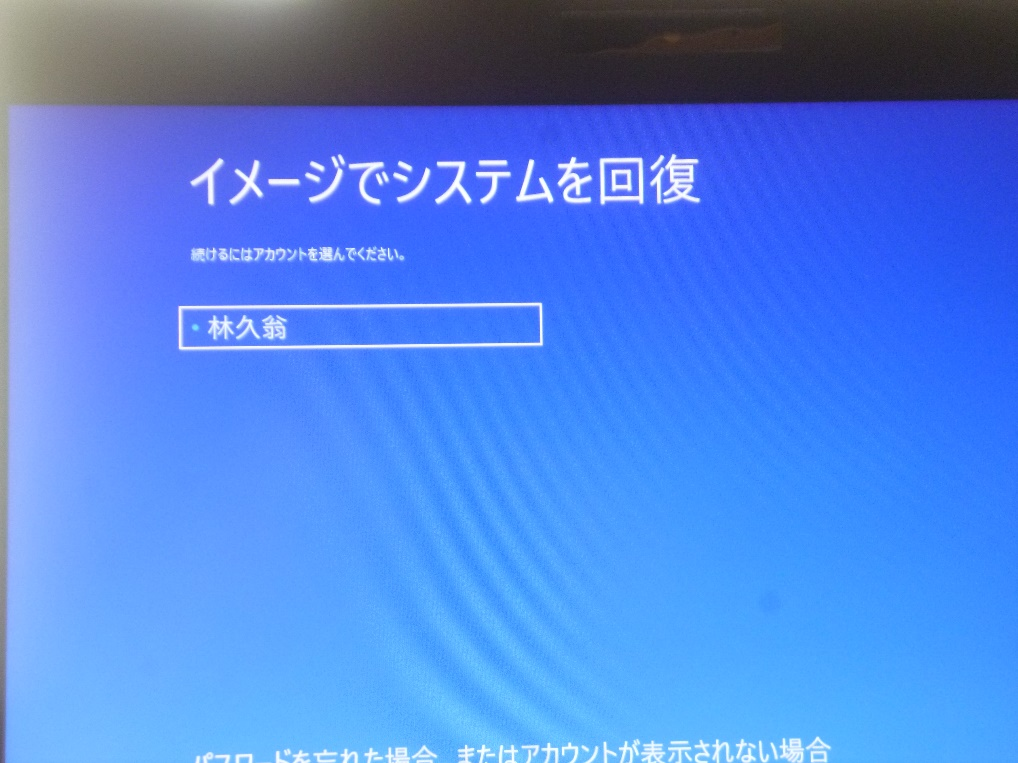 イメージでシステムを回復
続けるにはアカウントを選んでください。
林久翁
パスワードを忘れた場合、またはアカウントが表示されない場合